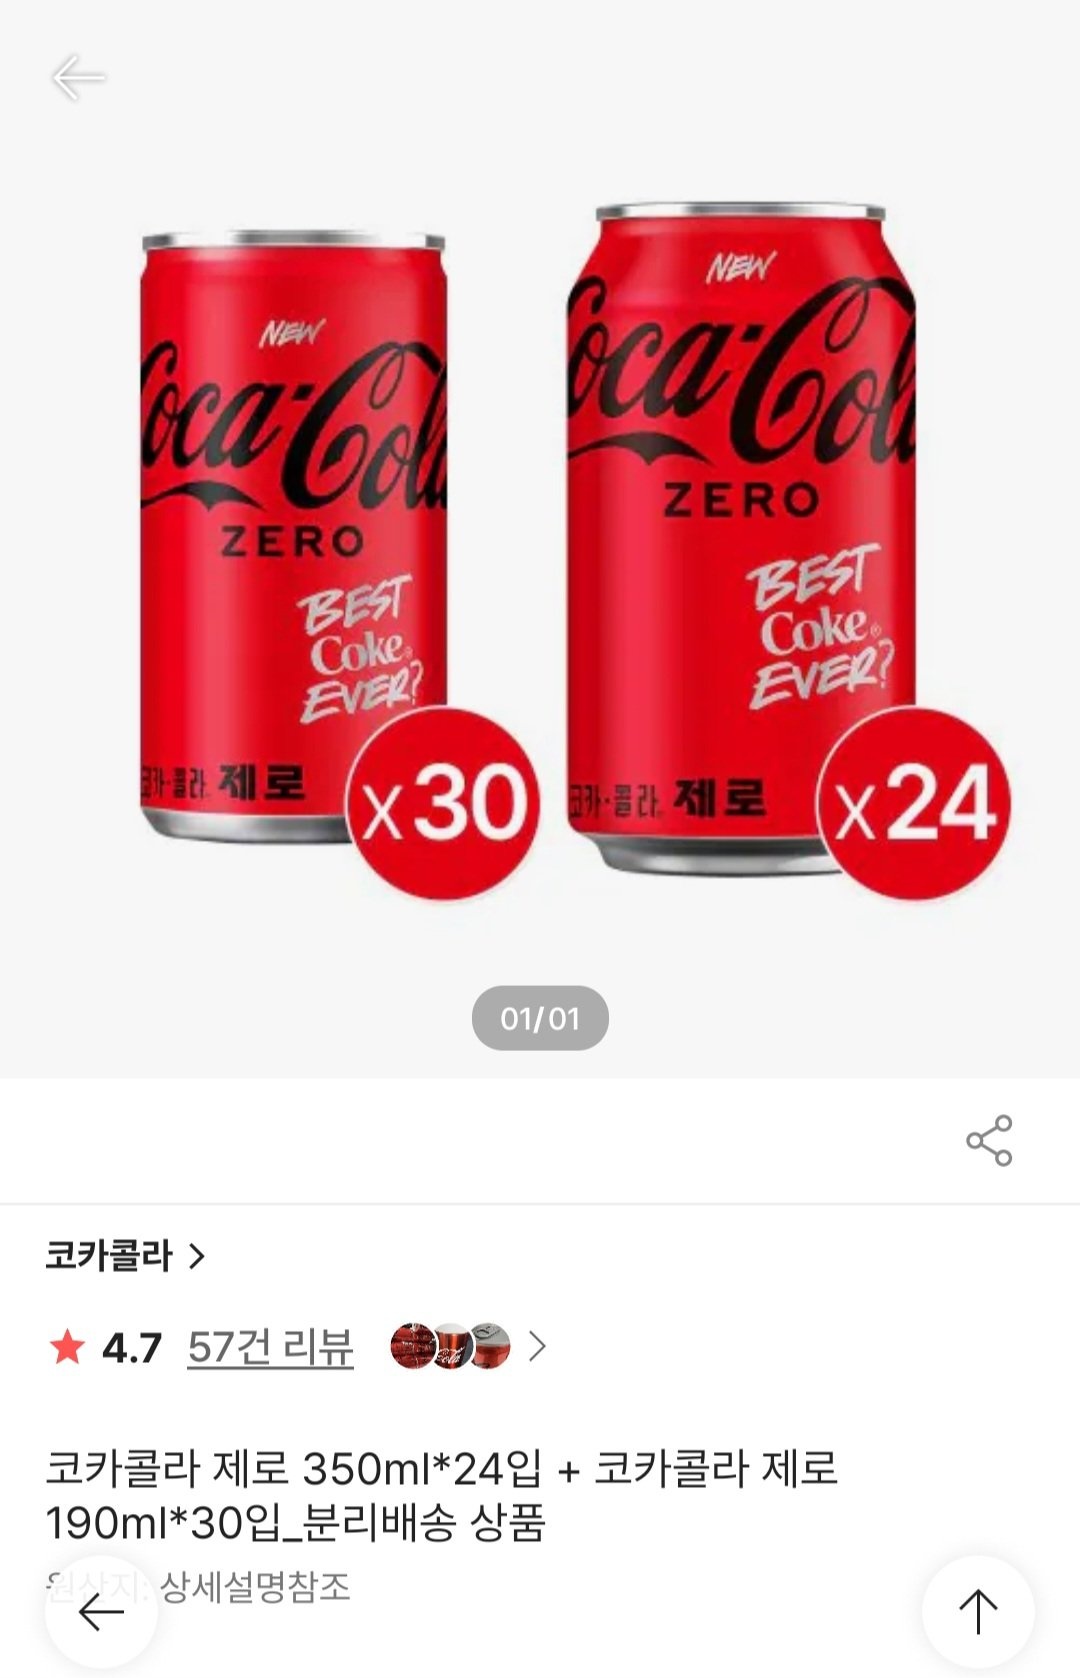 NEW
Coca-Cola
ZERO
BEST
Coke
EVER?
코카·콜라 제로
x30
NEW
Coca-Cola
ZERO
BEST
Coke
EVER?
코카·콜라 제로
x24
01/01
코카콜라
4.7 57건 리뷰
코카콜라 제로 350ml*24입 + 코카콜라 제로
190ml*30입_분리배송 상품
원산지: 상세설명참조